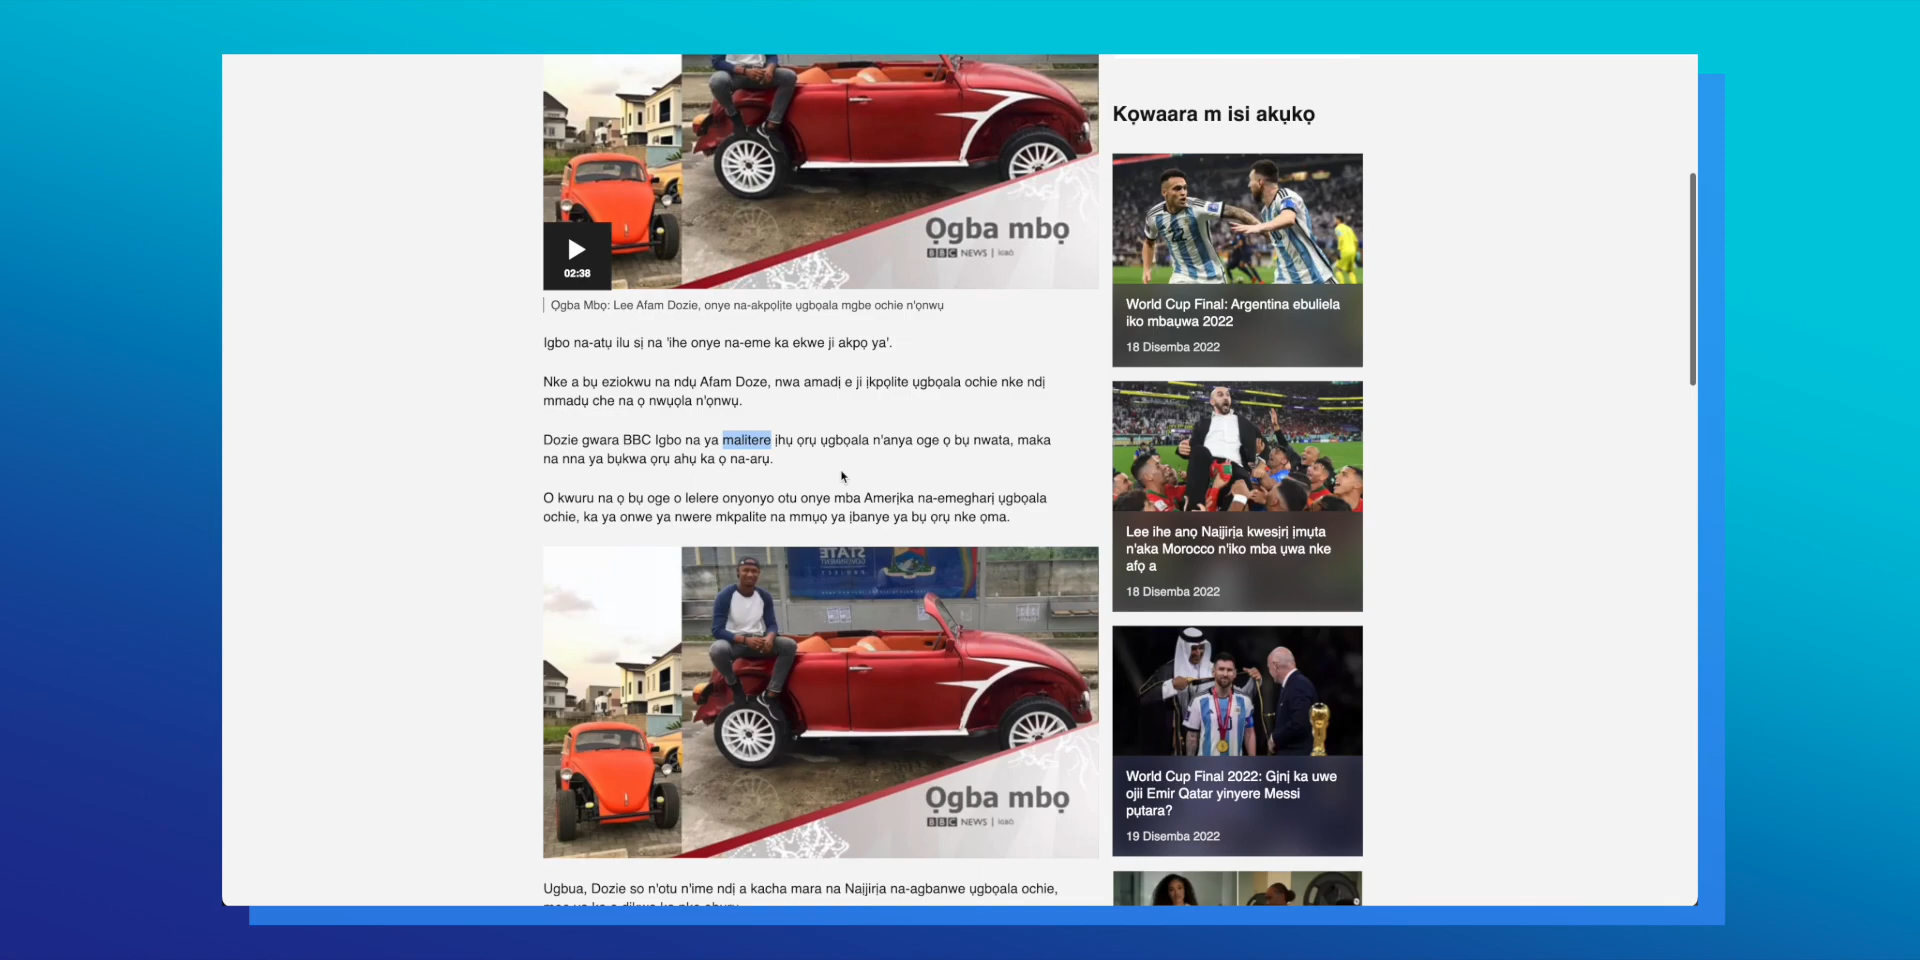 Ọgba mbọ
BBC NEWS | ìgbò
02:38
Ọgba Mbọ: Lee Afam Dozie, onye na-akpọlite ụgbọala mgbe ochie n'ọnwụ
Igbo na-atụ ilu sị na 'ihe onye na-eme ka ekwe ji akpọ ya'.
Nke a bụ eziokwu na ndụ Afam Doze, nwa amadị e ji ịkpọlite ụgbọala ochie nke ndị
mmadụ che na ọ nwụọla n'ọnwụ.
Dozie gwara BBC Igbo na ya malitere ịhụ ọrụ ụgbọala n'anya oge ọ bụ nwata, maka
na nna ya bụkwa ọrụ ahụ ka ọ na-arụ.
O kwuru na ọ bụ oge o lelere onyonyo otu onye mba Amerịka na-emegharị ụgbọala
ochie, ka ya onwe ya nwere mkpalite na mmụọ ya ịbanye ya bụ ọrụ nke ọma.
STATE
GOVERNMENT
PROJECT
Ọgba mbọ
BBC NEWS | ìgbò
Ugbua, Dozie so n'otu n'ime ndị a kacha mara na Naịjirịa na-agbanwe ụgbọala ochie,
Kọwaara m isi akụkọ
World Cup Final: Argentina ebuliela
iko mbaụwa 2022
18 Disemba 2022
Lee ihe anọ Naịjirịa kwesịrị ịmụta
n'aka Morocco n'iko mba ụwa nke
afọ a
18 Disemba 2022
World Cup Final 2022: Gịnị ka uwe
ojii Emir Qatar yinyere Messi
pụtara?
19 Disemba 2022